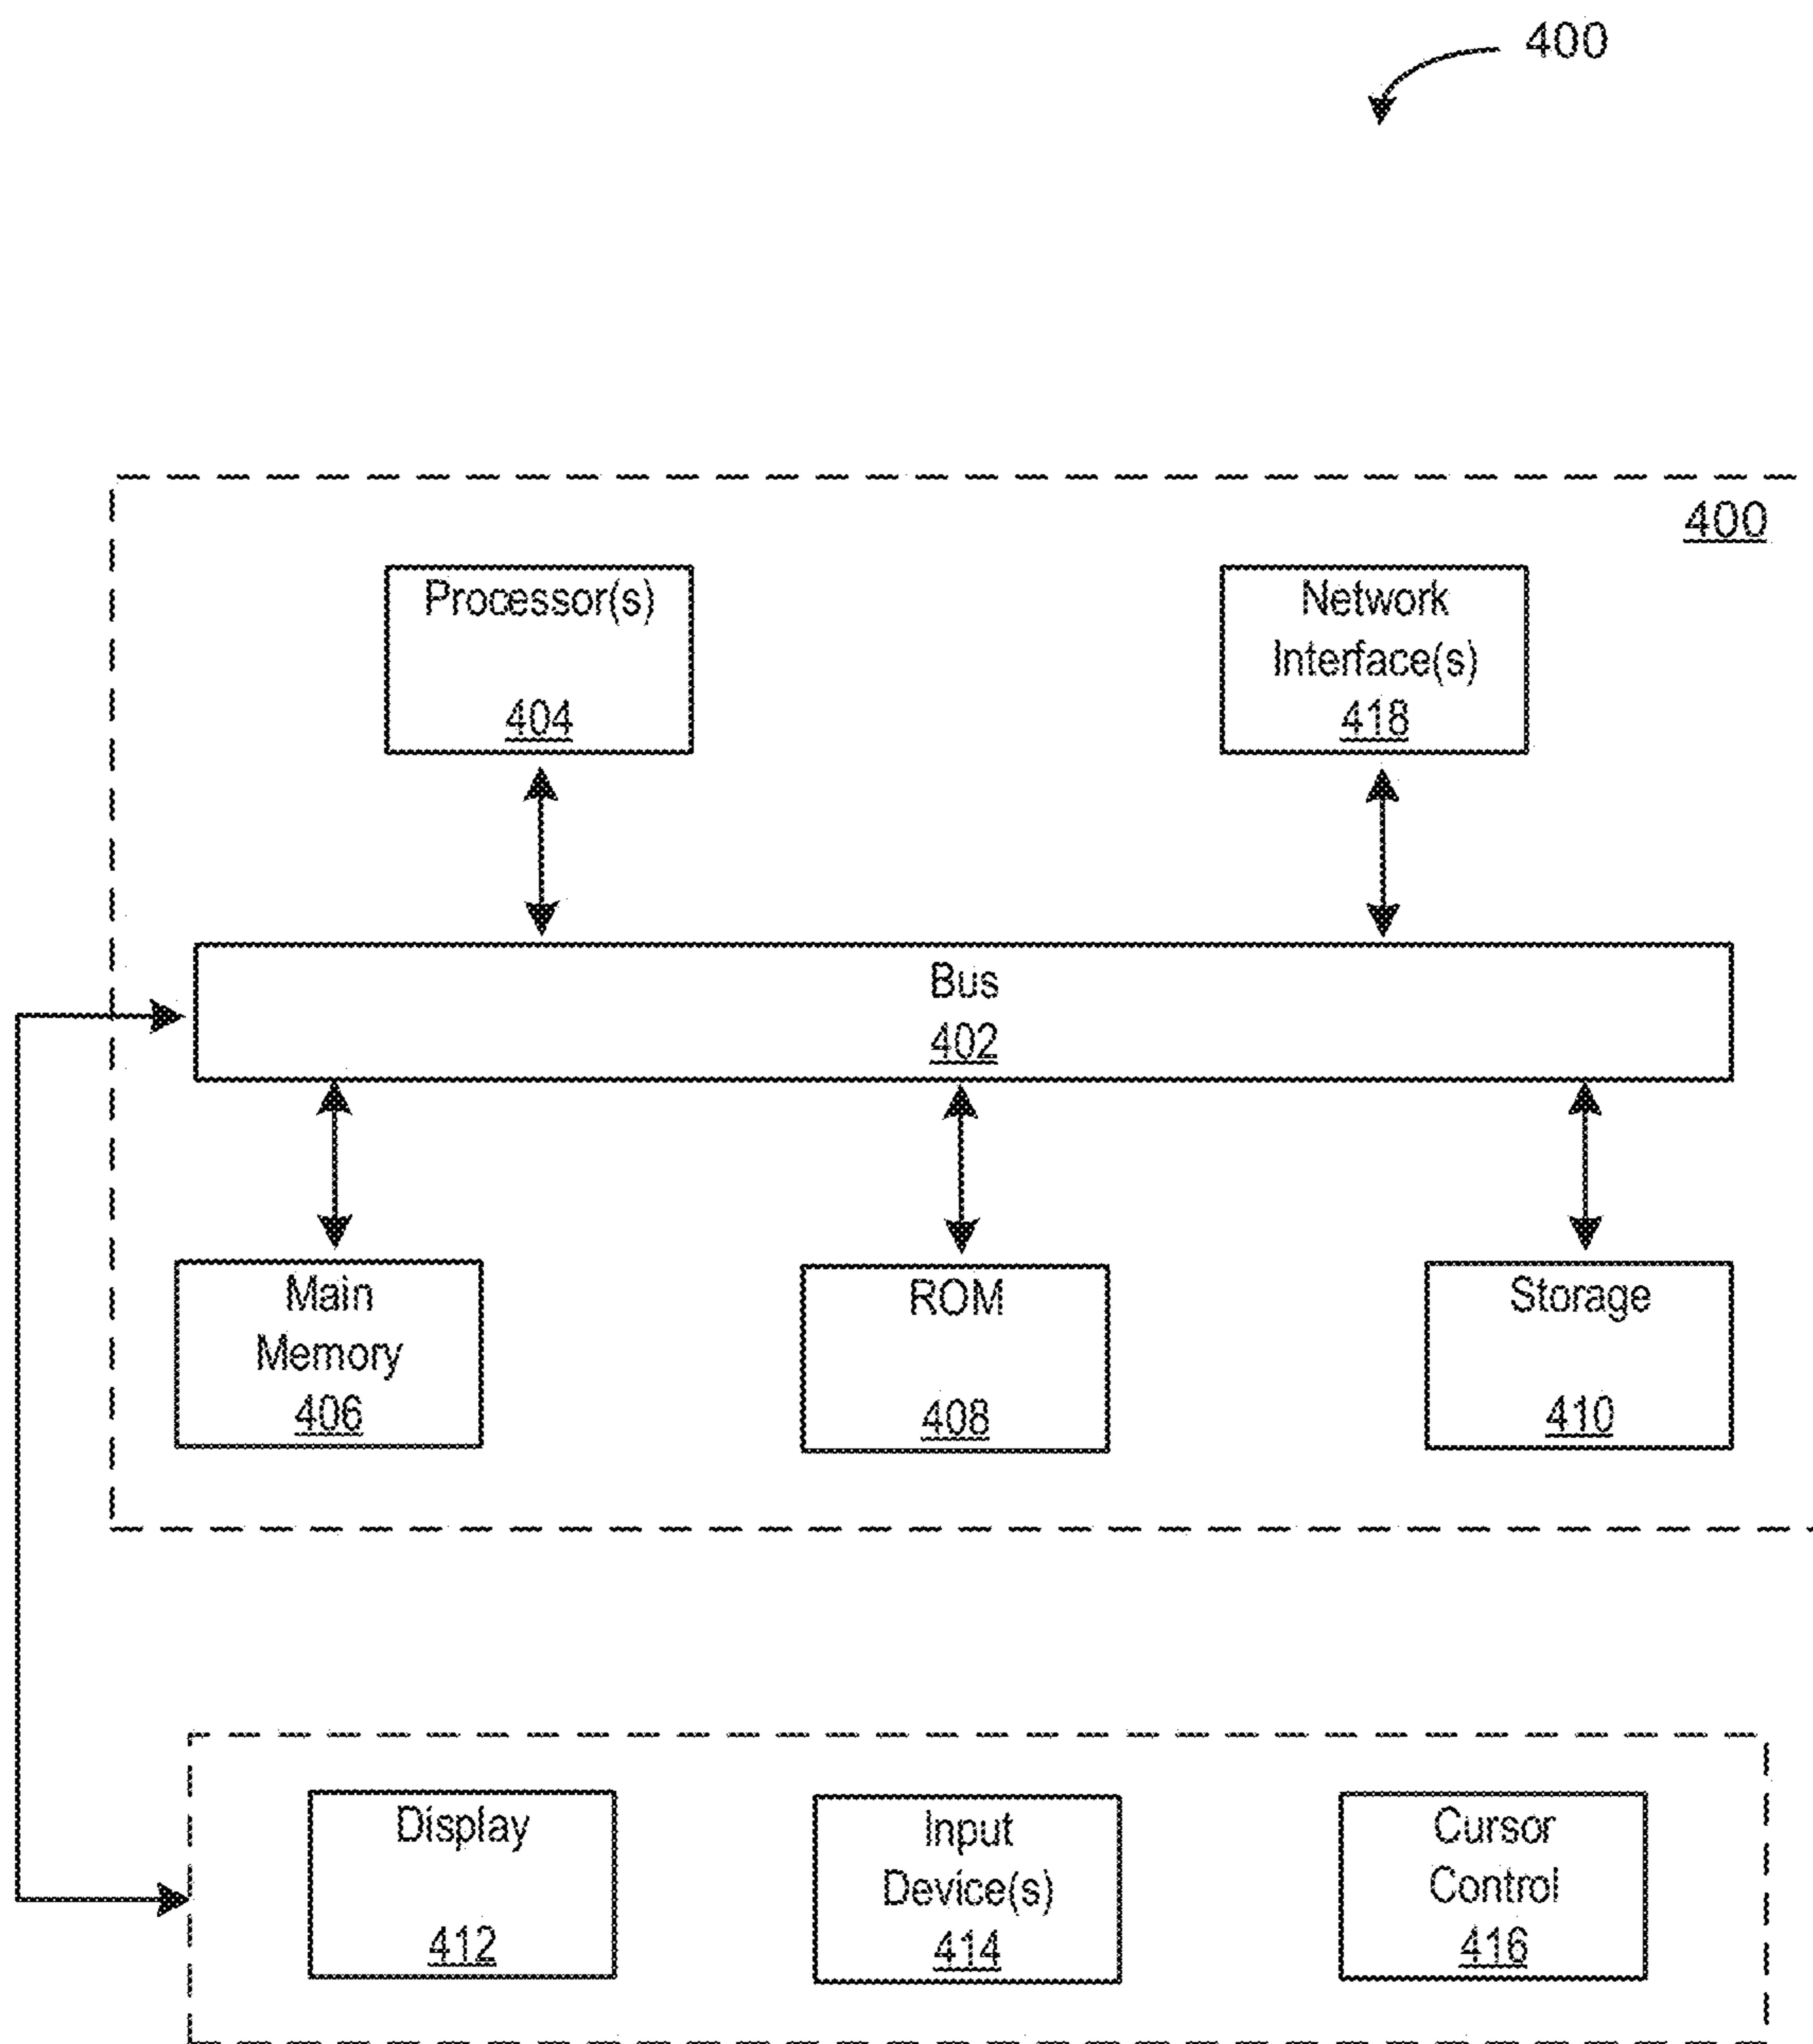 400
400
Processor(s)
404
Network
Interface(s)
418
Bus
402
Main
Memory
406
ROM
408
Storage
410
Display
412
Input
Device(s)
414
Cursor
Control
416